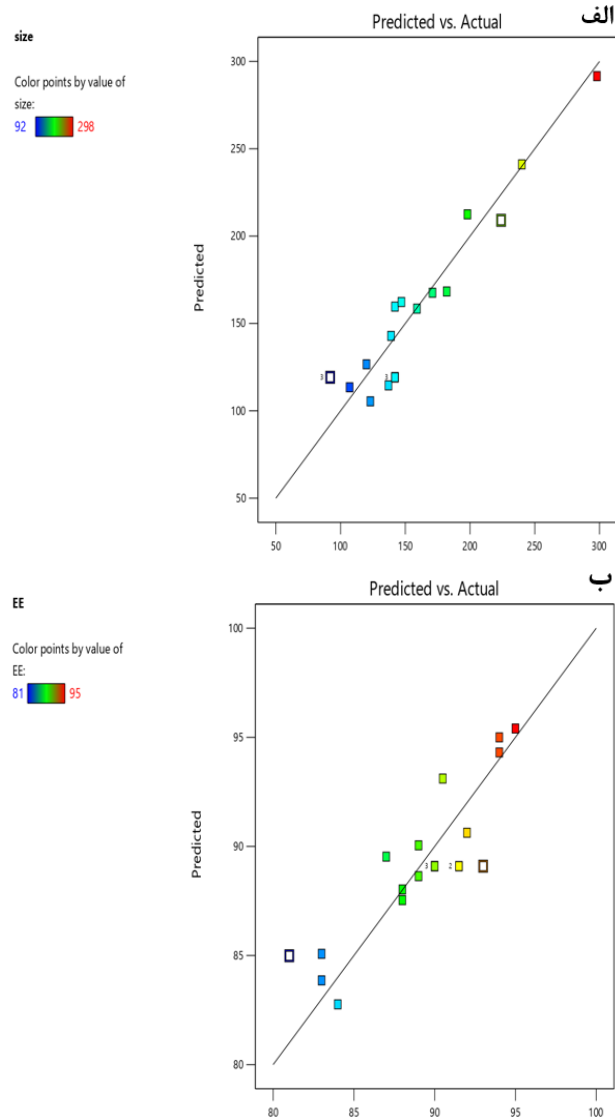 الف
Predicted vs. Actual
size
Color points by value of
size:
92 298
300
250
200
150
100
50
Predicted
3
3
50 100 150 200 250 300
ب
Predicted vs. Actual
EE
Color points by value of
EE:
81 95
100
95
90
85
80
Predicted
3 2
80 85 90 95 100